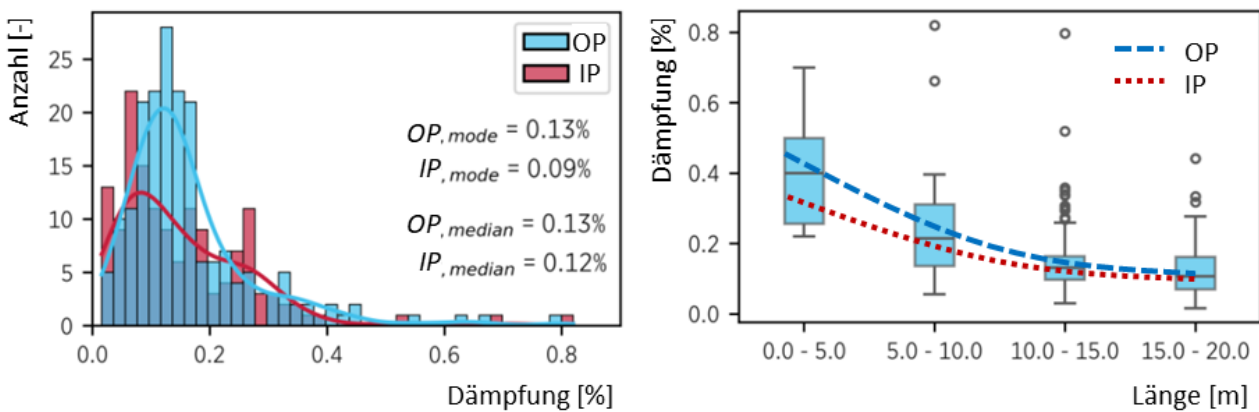 Anzahl [-]
25
20
15
10
5
0
0.0 0.2 0.4 0.6 0.8
Dämpfung [%]
OP
IP
OP,mode = 0.13%
IP,mode = 0.09%
OP,median = 0.13%
IP,median = 0.12%
Dämpfung [%]
0.8
0.6
0.4
0.2
0.0
0.0 - 5.0 5.0 - 10.0 10.0 - 15.0 15.0 - 20.0
Länge [m]
OP
IP